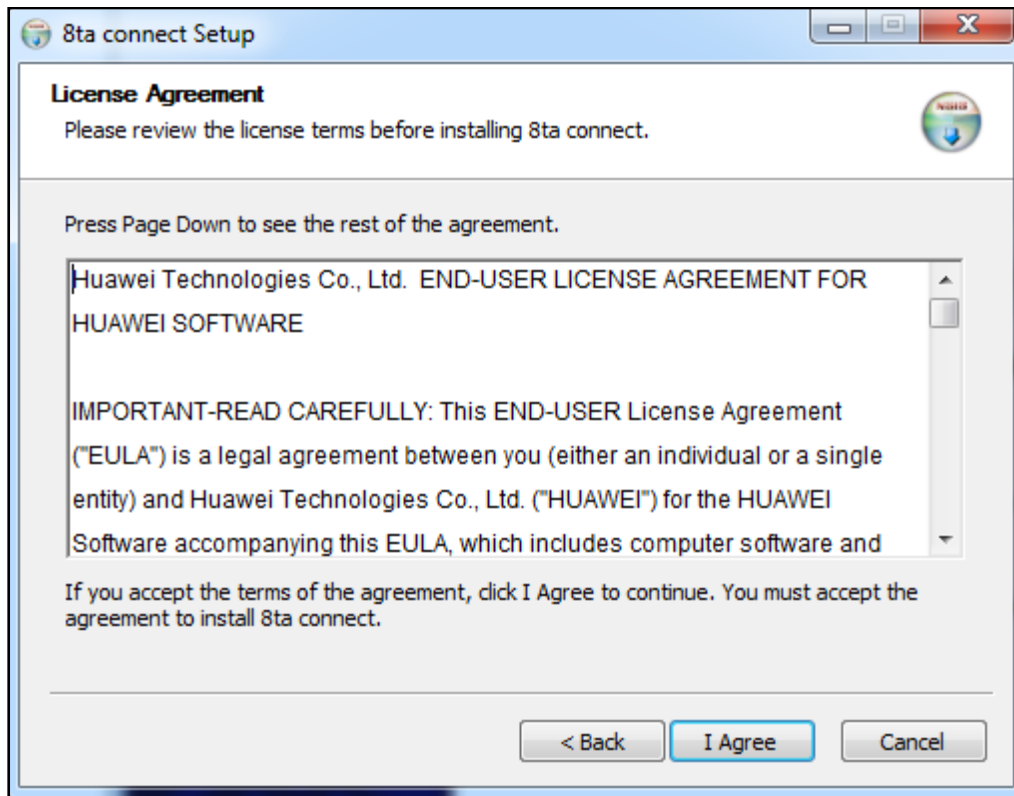 8ta connect Setup
License Agreement
Please review the license terms before installing 8ta connect.
Press Page Down to see the rest of the agreement.
Huawei Technologies Co., Ltd.  END-USER LICENSE AGREEMENT FOR
HUAWEI SOFTWARE
IMPORTANT-READ CAREFULLY: This END-USER License Agreement
("EULA") is a legal agreement between you (either an individual or a single
entity) and Huawei Technologies Co., Ltd. ("HUAWEI") for the HUAWEI
Software accompanying this EULA, which includes computer software and
If you accept the terms of the agreement, click I Agree to continue. You must accept the
agreement to install 8ta connect.
< Back
I Agree
Cancel